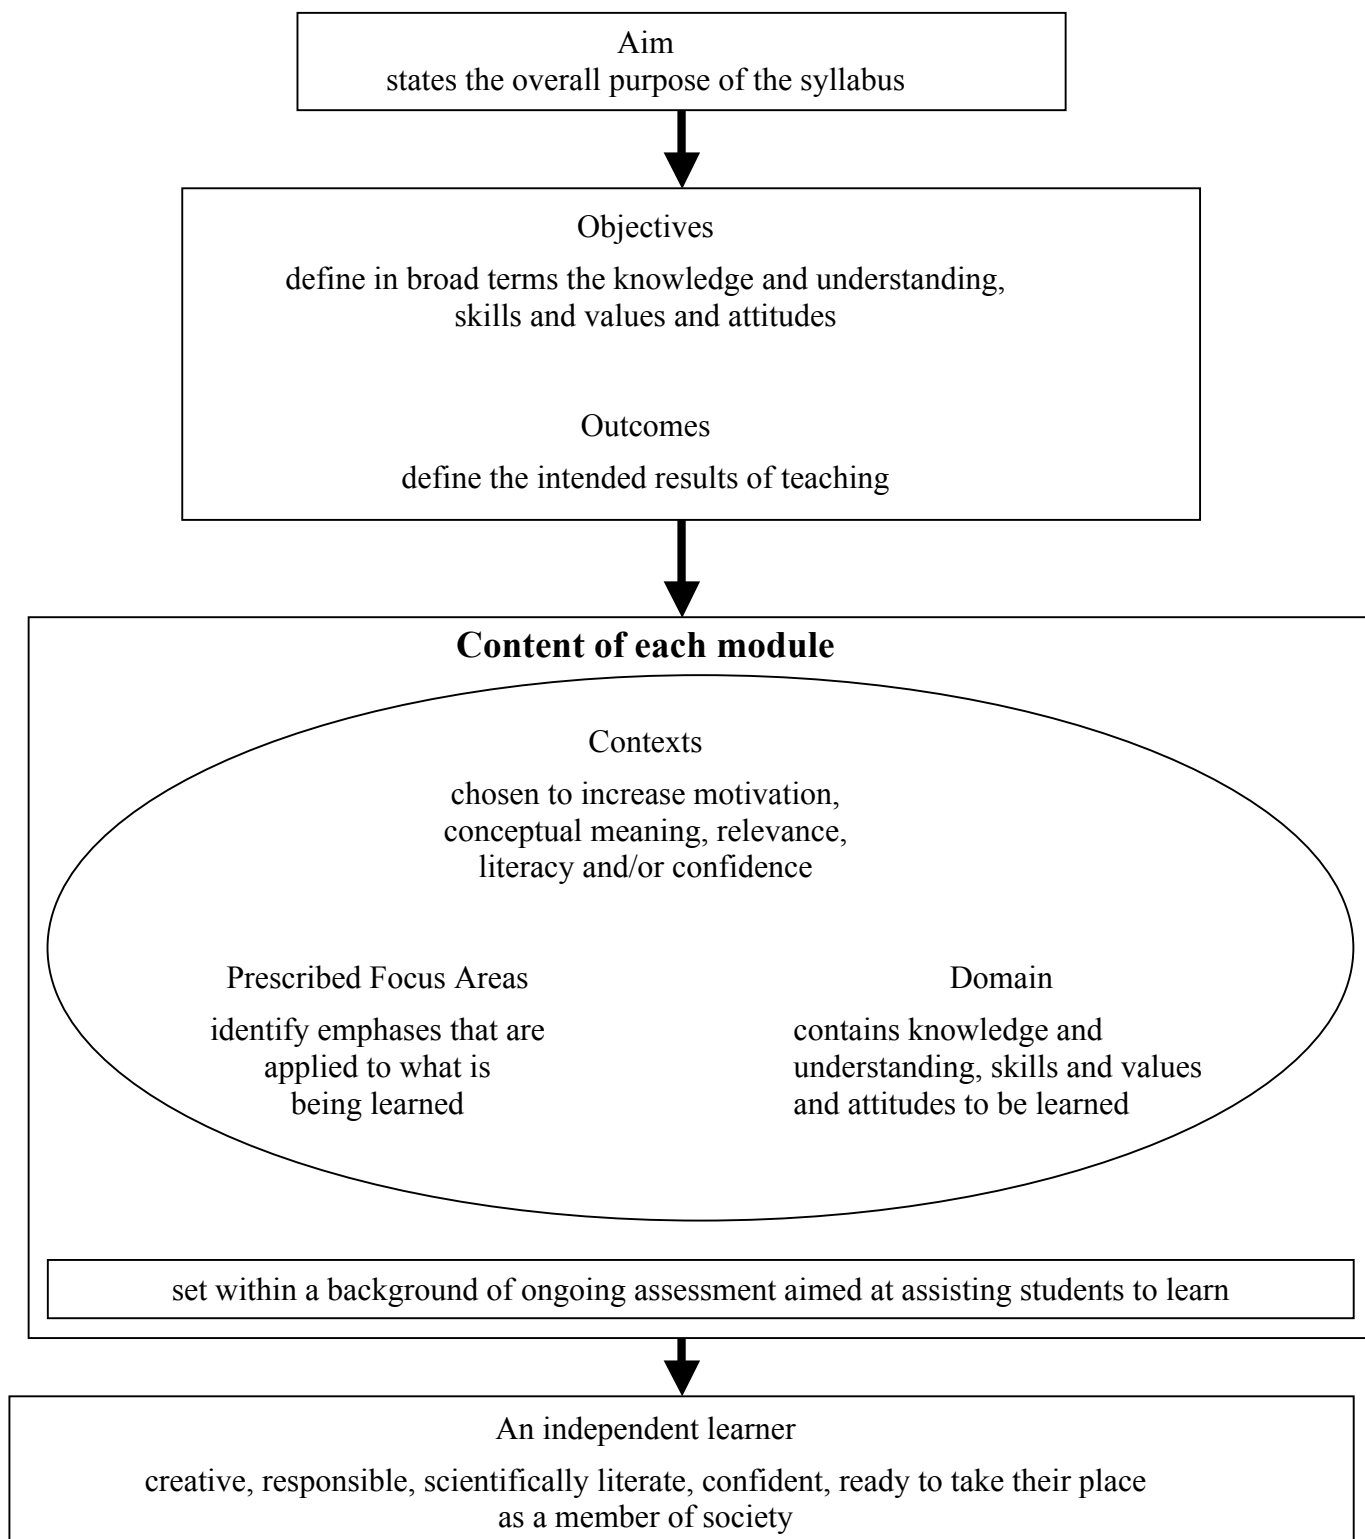 Aim
states the overall purpose of the syllabus
Objectives
define in broad terms the knowledge and understanding,
skills and values and attitudes
Outcomes
define the intended results of teaching
Content of each module
Contexts
chosen to increase motivation,
conceptual meaning, relevance,
literacy and/or confidence
Prescribed Focus Areas
identify emphases that are
applied to what is
being learned
Domain
contains knowledge and
understanding, skills and values
and attitudes to be learned
set within a background of ongoing assessment aimed at assisting students to learn
An independent learner
creative, responsible, scientifically literate, confident, ready to take their place
as a member of society